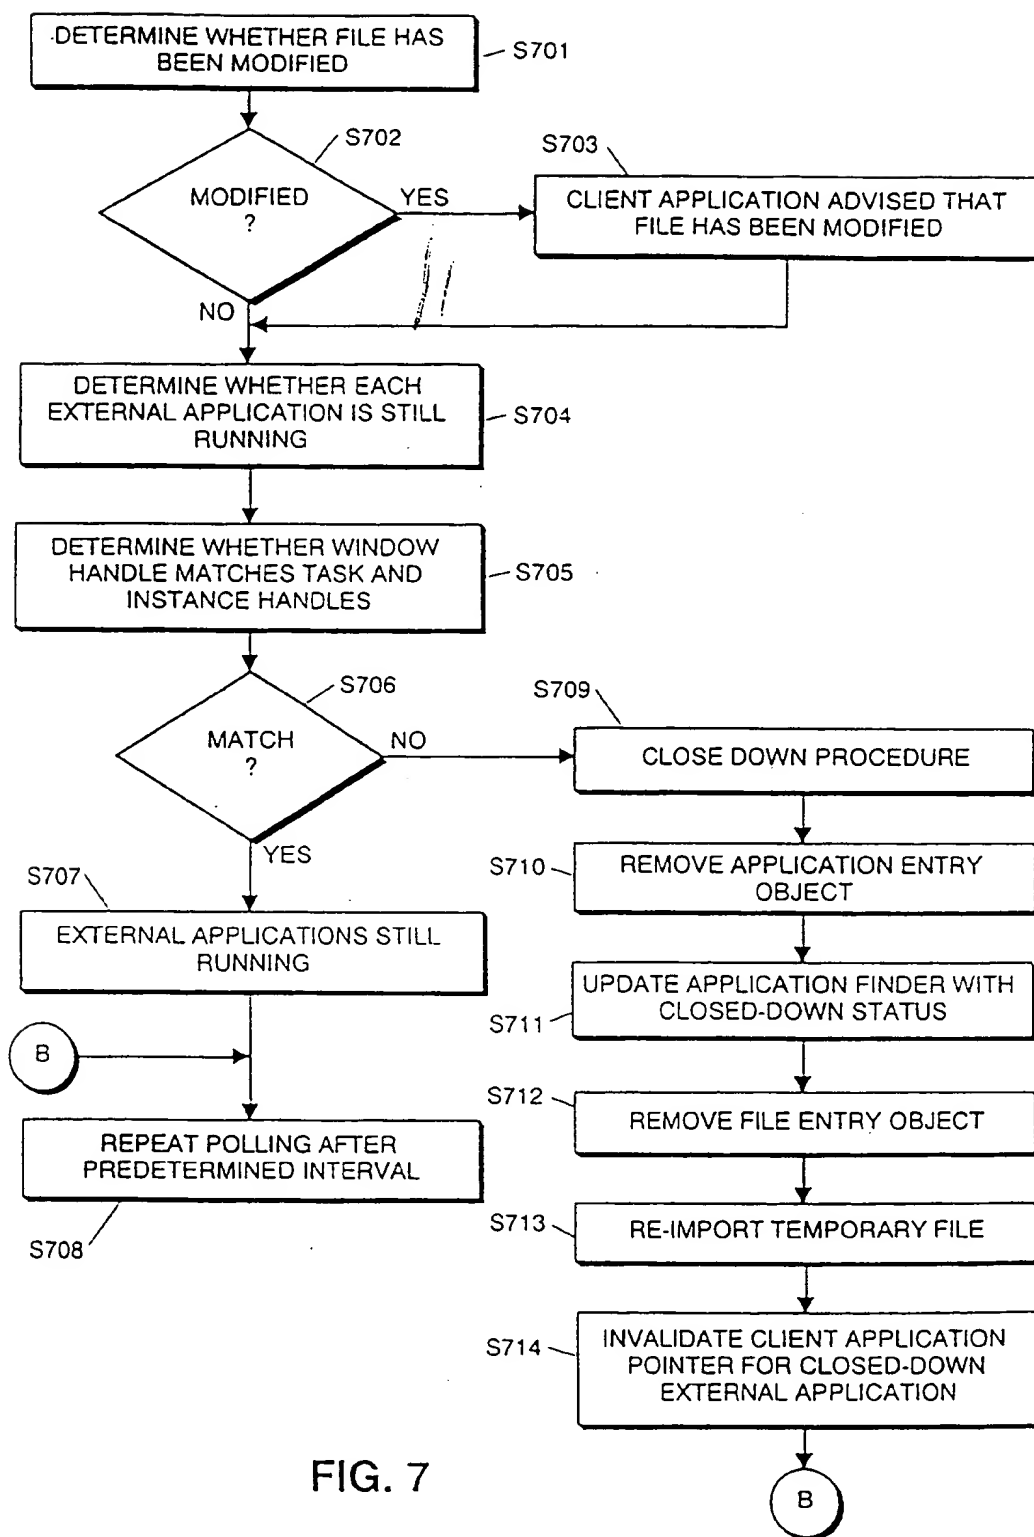 DETERMINE WHETHER FILE HAS
BEEN MODIFIED
S701
S702
MODIFIED
?
YES
NO
S703
CLIENT APPLICATION ADVISED THAT
FILE HAS BEEN MODIFIED
DETERMINE WHETHER EACH
EXTERNAL APPLICATION IS STILL
RUNNING
S704
DETERMINE WHETHER WINDOW
HANDLE MATCHES TASK AND
INSTANCE HANDLES
S705
S706
MATCH
?
NO
YES
S707
EXTERNAL APPLICATIONS STILL
RUNNING
B
REPEAT POLLING AFTER
PREDETERMINED INTERVAL
S708
S709
CLOSE DOWN PROCEDURE
S710
REMOVE APPLICATION ENTRY
OBJECT
S711
UPDATE APPLICATION FINDER WITH
CLOSED-DOWN STATUS
S712
REMOVE FILE ENTRY OBJECT
S713
RE-IMPORT TEMPORARY FILE
S714
INVALIDATE CLIENT APPLICATION
POINTER FOR CLOSED-DOWN
EXTERNAL APPLICATION
B
FIG. 7